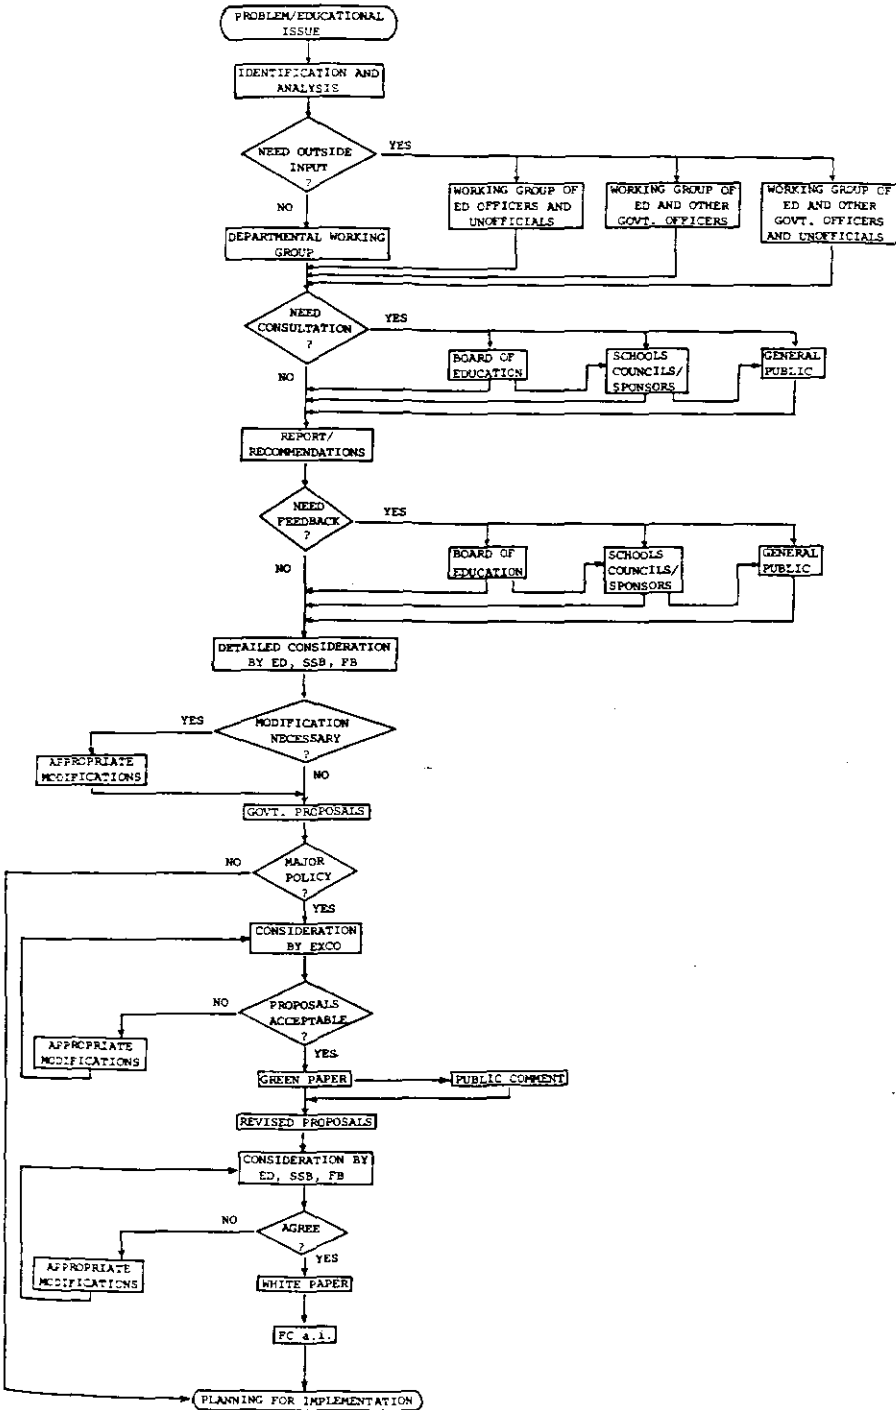 PROBLEM/EDUCATIONAL
ISSUE
IDENTIFICATION AND
ANALYSIS
NEED OUTSIDE
INPUT
?
YES
NO
WORKING GROUP OF
ED OFFICERS AND
UNOFFICIALS
WORKING GROUP OF
ED AND OTHER
GOVT. OFFICERS
WORKING GROUP OF
ED AND OTHER
GOVT. OFFICERS
AND UNOFFICIALS
DEPARTMENTAL WORKING
GROUP
NEED
CONSULTATION
?
YES
NO
BOARD OF
EDUCATION
SCHOOLS
COUNCILS/
SPONSORS
GENERAL
PUBLIC
REPORT/
RECOMMENDATIONS
NEED
FEEDBACK
?
YES
NO
BOARD OF
EDUCATION
SCHOOLS
COUNCILS/
SPONSORS
GENERAL
PUBLIC
DETAILED CONSIDERATION
BY ED, SSB, FB
MODIFICATION
NECESSARY
?
YES
NO
APPROPRIATE
MODIFICATIONS
GOVT. PROPOSALS
MAJOR
POLICY
?
NO
YES
CONSIDERATION
BY EXCO
PROPOSALS
ACCEPTABLE
?
NO
YES
APPROPRIATE
MODIFICATIONS
GREEN PAPER
PUBLIC COMMENT
REVISED PROPOSALS
CONSIDERATION BY
ED, SSB, FB
AGREE
?
NO
YES
APPROPRIATE
MODIFICATIONS
WHITE PAPER
FC a.i.
PLANNING FOR IMPLEMENTATION